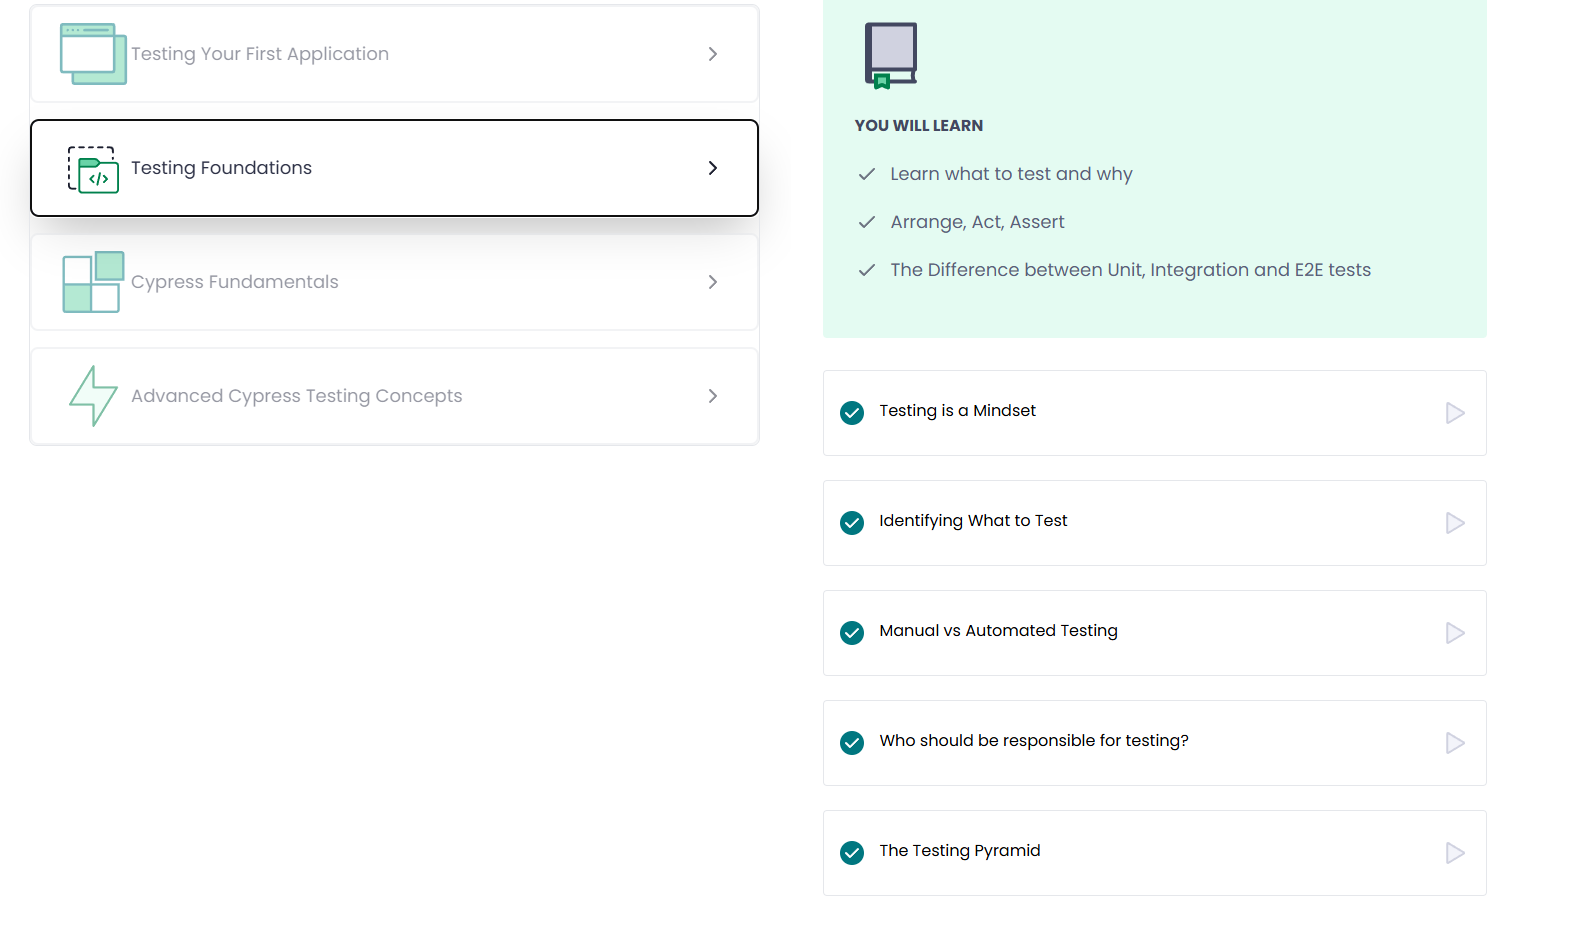 Testing Your First Application
Testing Foundations
Cypress Fundamentals
Advanced Cypress Testing Concepts
YOU WILL LEARN
Learn what to test and why
Arrange, Act, Assert
The Difference between Unit, Integration and E2E tests
Testing is a Mindset
Identifying What to Test
Manual vs Automated Testing
Who should be responsible for testing?
The Testing Pyramid